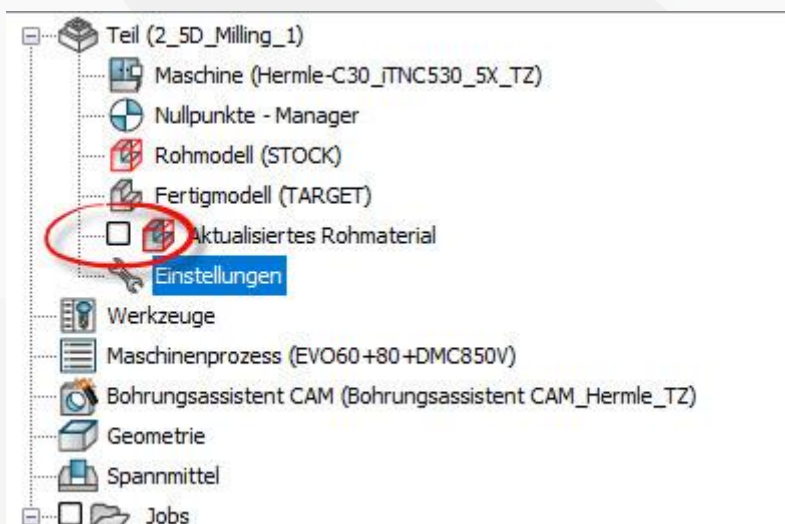 Teil (2_5D_Milling_1)
Maschine (Hermle-C30_iTNC530_5X_TZ)
Nullpunkte - Manager
Rohmodell (STOCK)
Fertigmodell (TARGET)
Aktualisiertes Rohmaterial
Einstellungen
Werkzeuge
Maschinenprozess (EVO60+80+DMC850V)
Bohrungsassistent CAM (Bohrungsassistent CAM_Hermle_TZ)
Geometrie
Spannmittel
Jobs